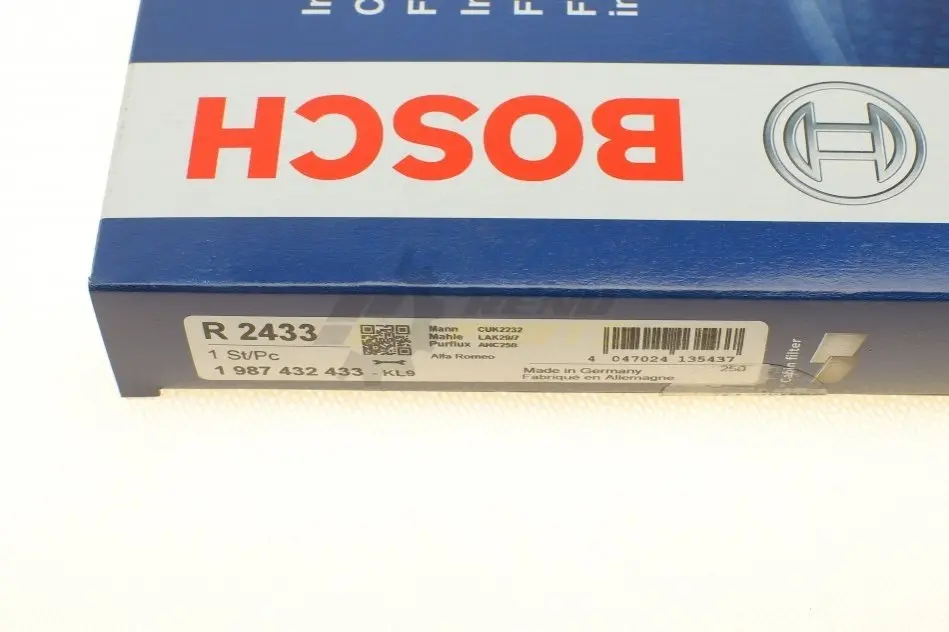 BOSCH
R 2433
1 St/Pc
1 987 432 433 - KL9
Mann CUK2232
Mahle LAK29/7
Purflux AHC258
Alfa Romeo
4 047024 135437
Made in Germany 250
Fabriqué en Allemagne
Cabin filter